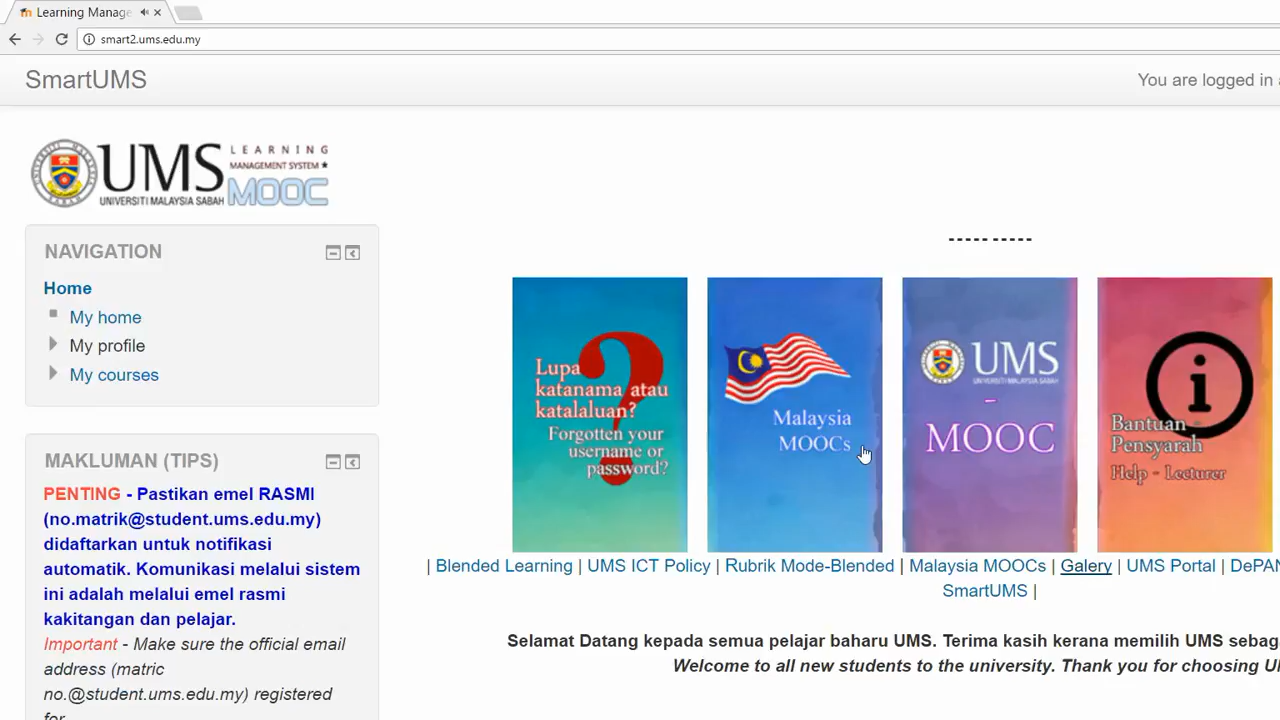 Learning Manage
smart2.ums.edu.my
SmartUMS
You are logged in
UMS
UNIVERSITI MALAYSIA SABAH
LEARNING
MANAGEMENT SYSTEM
MOOC
NAVIGATION
Home
My home
My profile
My courses
MAKLUMAN (TIPS)
PENTING - Pastikan emel RASMI
(no.matrik@student.ums.edu.my)
didaftarkan untuk notifikasi
automatik. Komunikasi melalui sistem
ini adalah melalui emel rasmi
kakitangan dan pelajar.
Important - Make sure the official email
address (matric
no.@student.ums.edu.my) registered
for
----- -----
Lupa
katanama atau
katalaluan?
Forgotten your
username or
password?
?
Malaysia
MOOCs
UMS
UNIVERSITI MALAYSIA SABAH
-
MOOC
i
Bantuan -
Pensyarah
Help - Lecturer
| Blended Learning | UMS ICT Policy | Rubrik Mode-Blended | Malaysia MOOCs | Galery | UMS Portal | DePAN
SmartUMS |
Selamat Datang kepada semua pelajar baharu UMS. Terima kasih kerana memilih UMS sebaga
Welcome to all new students to the university. Thank you for choosing U